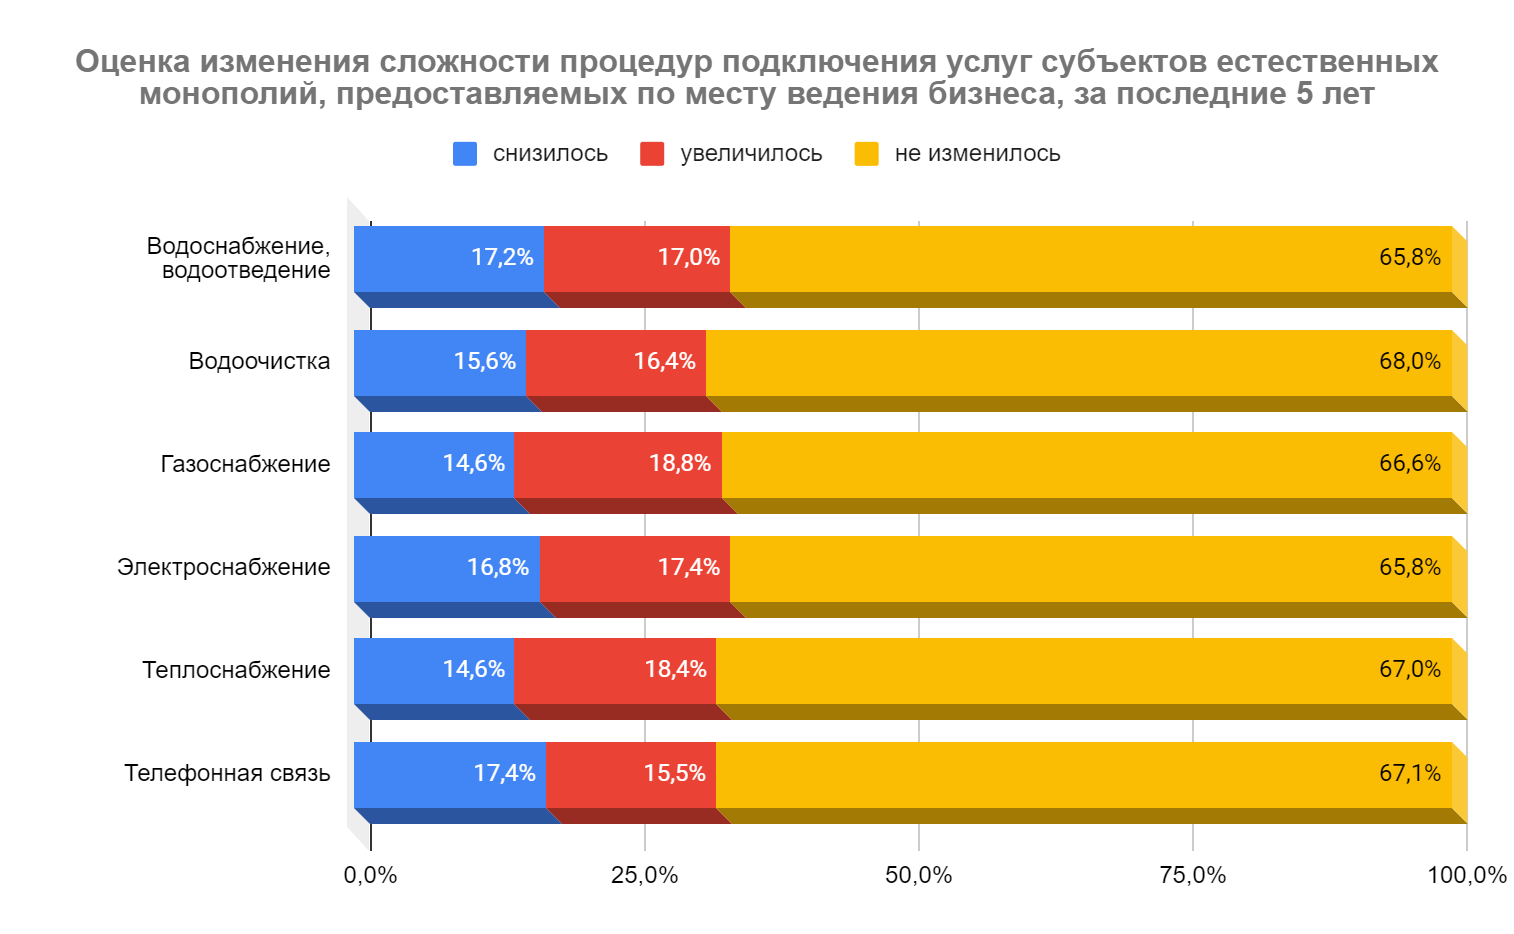 Оценка изменения сложности процедур подключения услуг субъектов естественных
монополий, предоставляемых по месту ведения бизнеса, за последние 5 лет
снизилось увеличилось не изменилось
Водоснабжение,
водоотведение
17,2% 17,0% 65,8%
Водоочистка 15,6% 16,4% 68,0%
Газоснабжение 14,6% 18,8% 66,6%
Электроснабжение 16,8% 17,4% 65,8%
Теплоснабжение 14,6% 18,4% 67,0%
Телефонная связь 17,4% 15,5% 67,1%
0,0% 25,0% 50,0% 75,0% 100,0%